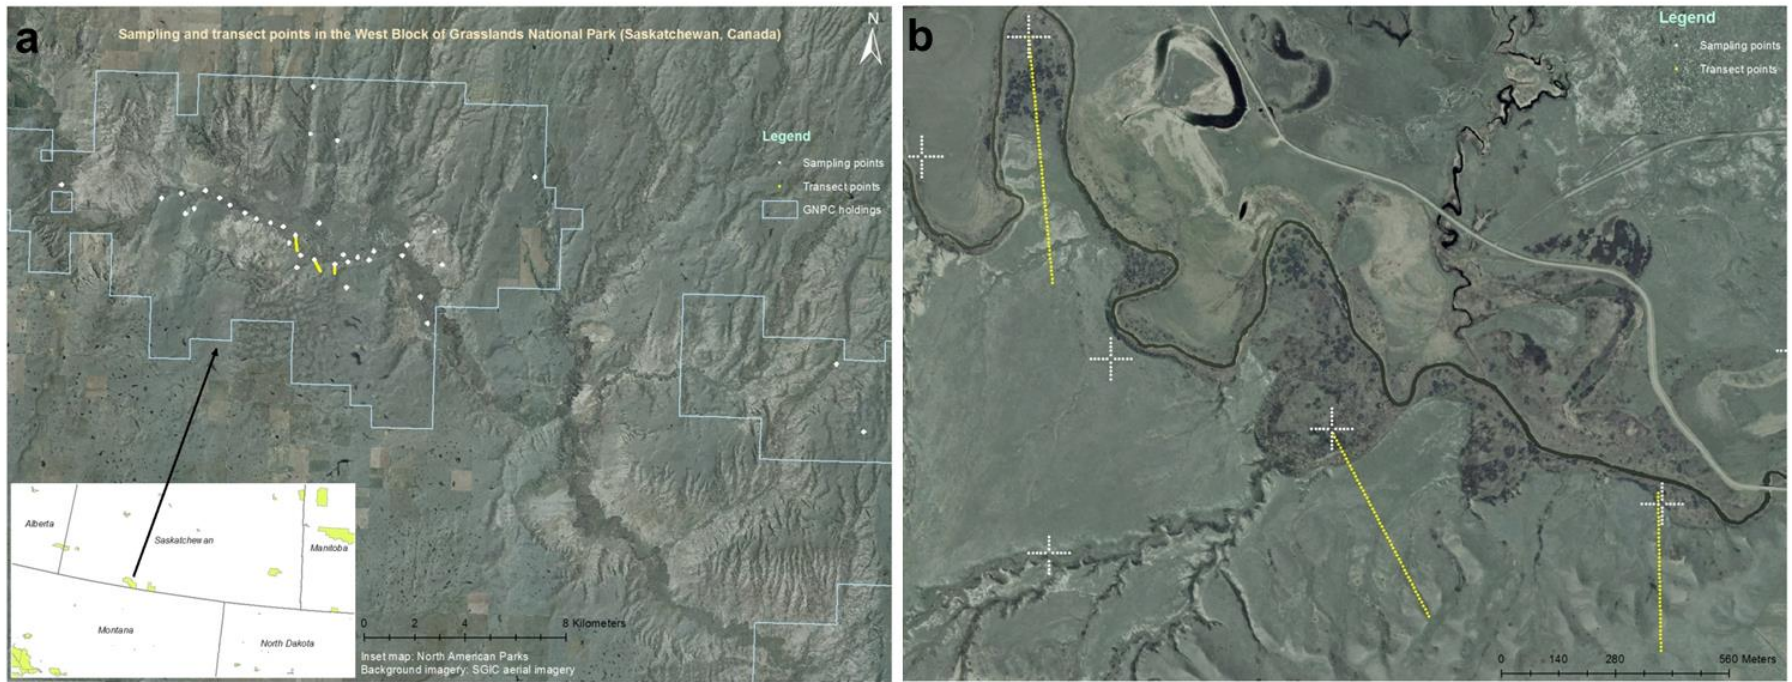 a
Sampling and transect points in the West Block of Grasslands National Park (Saskatchewan, Canada)
N
Legend
Sampling points
Transect points
GNPC holdings
Alberta
Saskatchewan
Manitoba
Montana
North Dakota
0 2 4 8 Kilometers
Inset map: North American Parks
Background imagery: SGIC aerial imagery
b
Legend
Sampling points
Transect points
0 140 280 560 Meters